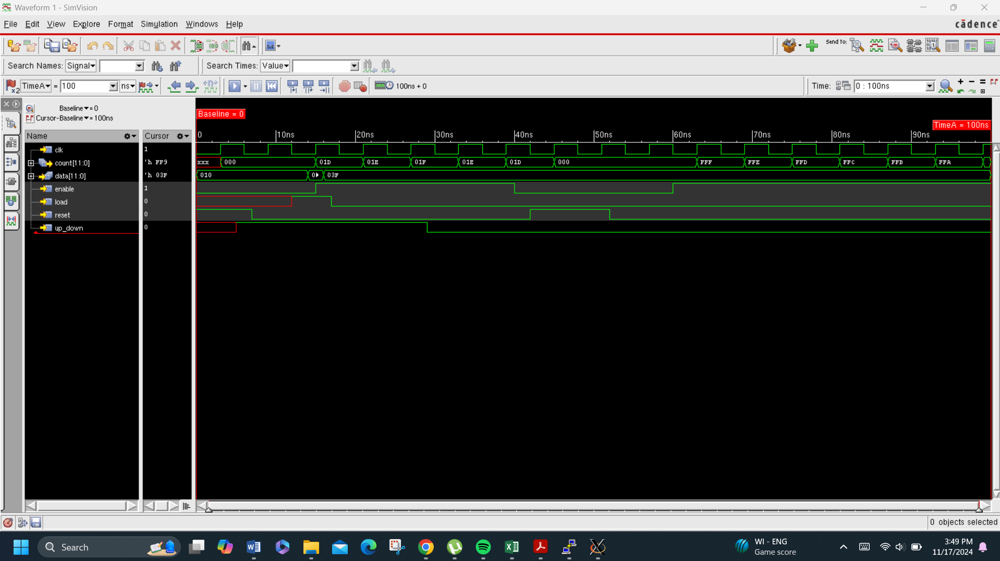 Waveform 1 - SimVision
File Edit View Explore Format Simulation Windows Help
cādence
Send To:
Search Names: Signal Search Times: Value
x2 TimeA = 100 ns 100ns + 0 Time: 0 : 100ns
Baseline = 0
Cursor-Baseline = 100ns
Baseline = 0
TimeA = 100ns
Name Cursor 0 10ns 20ns 30ns 40ns 50ns 60ns 70ns 80ns 90ns
clk 1
count[11:0] 'h FF9 xxx 000 01D 01E 01F 01E 01D 000 FFF FFE FFD FFC FFB FFA
data[11:0] 'h 03F 010 0 03F
enable 1
load 0
reset 0
up_down 0
0 objects selected
Search
WI - ENG
Game score
3:49 PM
11/17/2024